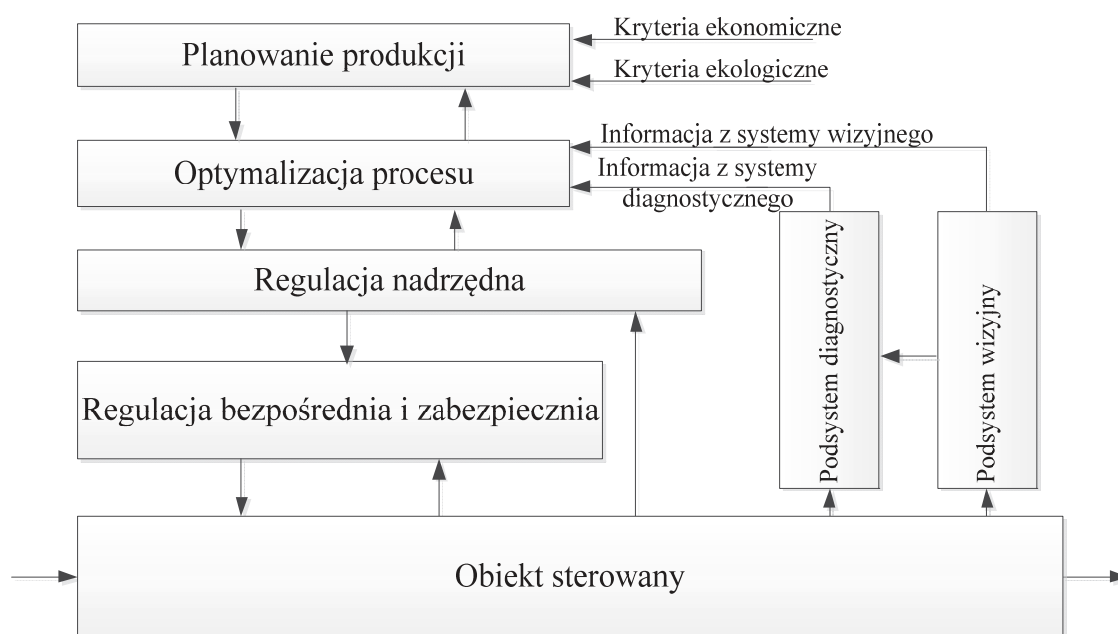 Kryteria ekonomiczne
Planowanie produkcji
Kryteria ekologiczne
Informacja z systemy wizyjnego
Optymalizacja procesu
Informacja z systemy
diagnostycznego
Regulacja nadrzędna
Podsystem diagnostyczny
Podsystem wizyjny
Regulacja bezpośrednia i zabezpiecznia
Obiekt sterowany